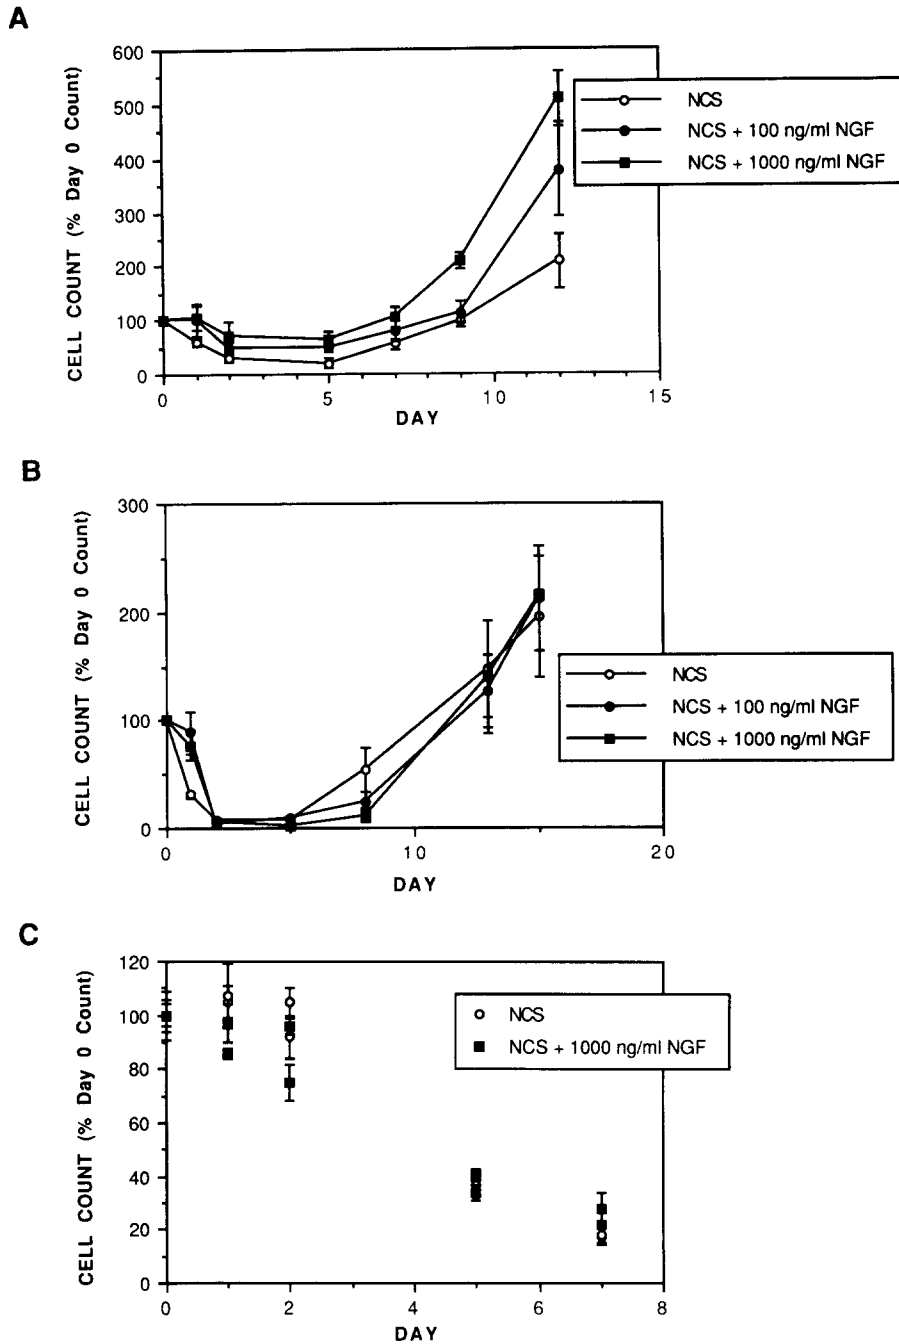 A
CELL COUNT (% Day 0 Count)
600
500
400
300
200
100
0
0
5
10
15
DAY
NCS
NCS + 100 ng/ml NGF
NCS + 1000 ng/ml NGF
B
CELL COUNT (% Day 0 Count)
300
200
100
0
0
10
20
DAY
NCS
NCS + 100 ng/ml NGF
NCS + 1000 ng/ml NGF
C
CELL COUNT (% Day 0 Count)
120
100
80
60
40
20
0
0
2
4
6
8
DAY
NCS
NCS + 1000 ng/ml NGF